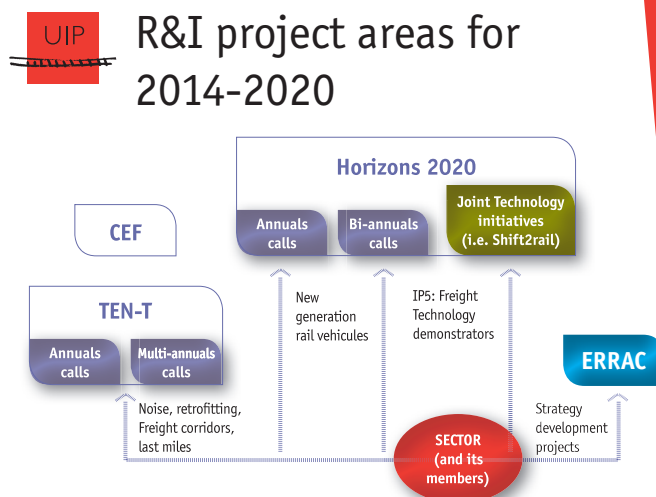 UIP
R&I project areas for
2014-2020
Horizons 2020
Annuals
calls
Bi-annuals
calls
Joint Technology
initiatives
(i.e. Shift2rail)
CEF
TEN-T
Annuals
calls
Multi-annuals
calls
New
generation
rail vehicules
IP5: Freight
Technology
demonstrators
ERRAC
Noise, retrofitting,
Freight corridors,
last miles
SECTOR
(and its
members)
Strategy
development
projects